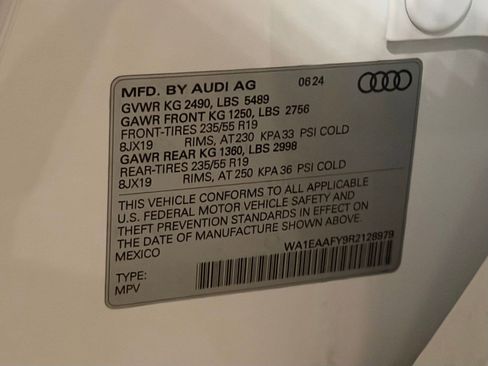 MFD. BY AUDI AG 06 24
GVWR KG 2490, LBS 5489
GAWR FRONT KG 1250, LBS 2756
FRONT-TIRES 235/55 R19
8JX19 RIMS, AT 230 KPA 33 PSI COLD
GAWR REAR KG 1360, LBS 2998
REAR-TIRES 235/55 R19
8JX19 RIMS, AT 250 KPA 36 PSI COLD
THIS VEHICLE CONFORMS TO ALL APPLICABLE
U.S. FEDERAL MOTOR VEHICLE SAFETY AND
THEFT PREVENTION STANDARDS IN EFFECT ON
THE DATE OF MANUFACTURE SHOWN ABOVE.
MEXICO WA1EAAFY9R2128979
TYPE:
MPV